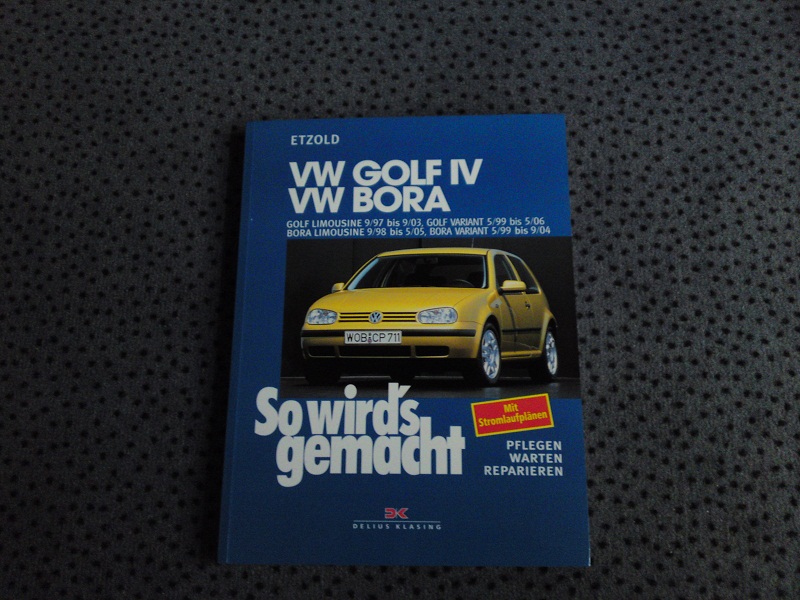 ETZOLD
VW GOLF IV
VW BORA
GOLF LIMOUSINE 9/97 bis 9/03, GOLF VARIANT 5/99 bis 5/06
BORA LIMOUSINE 9/98 bis 5/05, BORA VARIANT 5/99 bis 9/04
WOB CP 711
So wird's
gemacht
Mit
Stromlaufplänen
PFLEGEN
WARTEN
REPARIEREN
DK
DELIUS KLASING